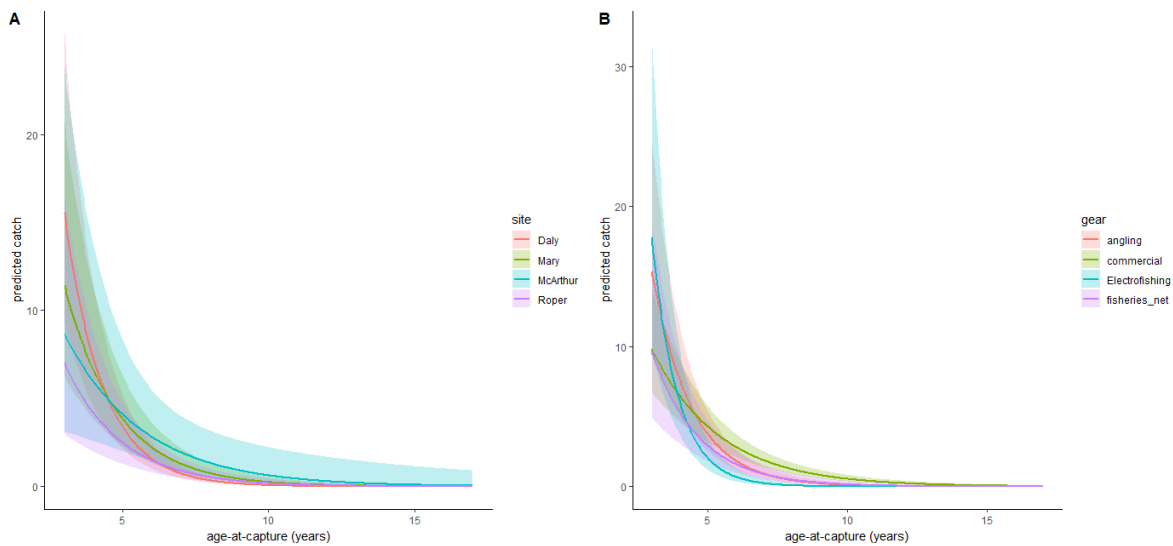 A
predicted catch
20
10
0
5
10
15
age-at-capture (years)
site
Daly
Mary
McArthur
Roper
B
predicted catch
30
20
10
0
5
10
15
age-at-capture (years)
gear
angling
commercial
Electrofishing
fisheries_net